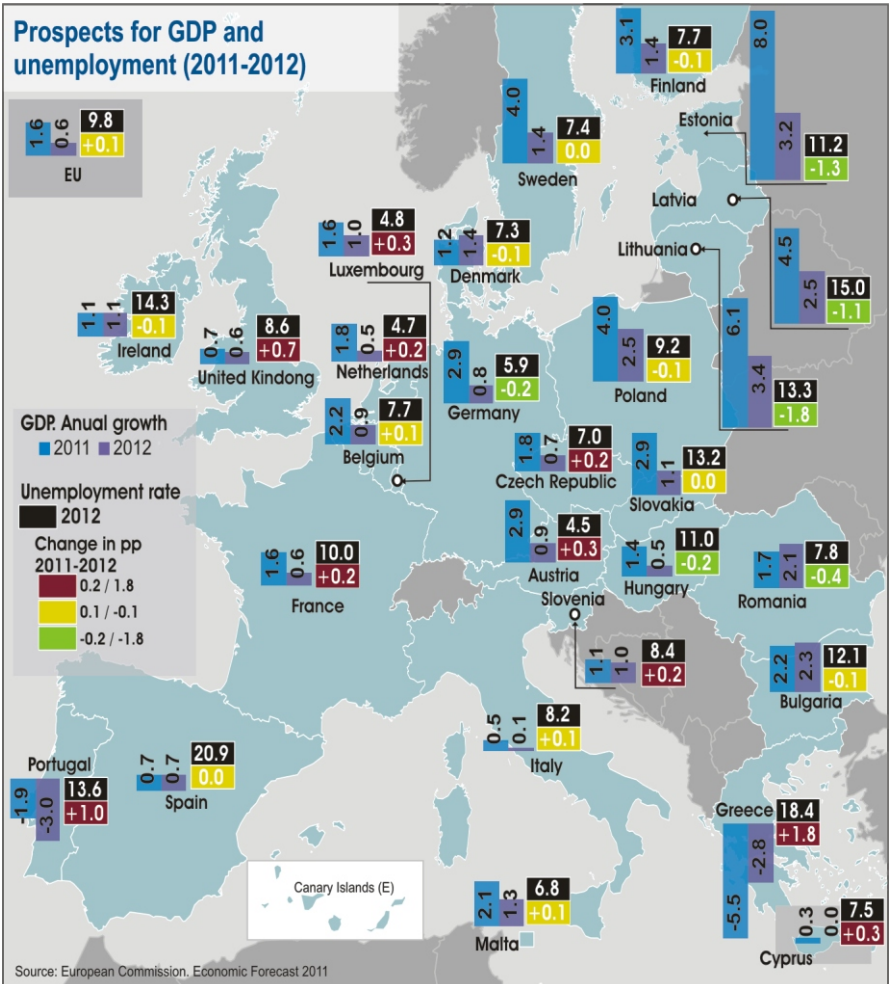 Prospects for GDP and
unemployment (2011-2012)
1.6 0.6 9.8
+0.1
EU
3.1 1.4 7.7
-0.1
Finland
8.0 3.2 11.2
-1.3
Estonia
4.0 1.4 7.4
0.0
Sweden
Latvia
4.5 2.5 15.0
-1.1
Lithuania
6.1 3.4 13.3
-1.8
1.6 1.0 4.8
+0.3
Luxembourg
1.2 1.4 7.3
-0.1
Denmark
1.1 1.1 14.3
-0.1
Ireland
0.7 0.6 8.6
+0.7
United Kindong
1.8 0.5 4.7
+0.2
Netherlands
2.9 0.8 5.9
-0.2
Germany
4.0 2.5 9.2
-0.1
Poland
2.2 0.9 7.7
+0.1
Belgium
1.8 0.7 7.0
+0.2
Czech Republic
2.9 1.1 13.2
0.0
Slovakia
GDP. Anual growth
2011 2012
Unemployment rate
2012
Change in pp
2011-2012
0.2 / 1.8
0.1 / -0.1
-0.2 / -1.8
1.6 0.6 10.0
+0.2
France
2.9 0.9 4.5
+0.3
Austria
1.4 0.5 11.0
-0.2
Hungary
1.7 2.1 7.8
-0.4
Romania
Slovenia
1.1 1.0 8.4
+0.2
2.2 2.3 12.1
-0.1
Bulgaria
0.5 0.1 8.2
+0.1
Italy
Portugal
-1.9 -3.0 13.6
+1.0
0.7 0.7 20.9
0.0
Spain
Greece 18.4
+1.8
-5.5 -2.8
Canary Islands (E)
2.1 1.3 6.8
+0.1
Malta
0.3 0.0 7.5
+0.3
Cyprus
Source: European Commission. Economic Forecast 2011